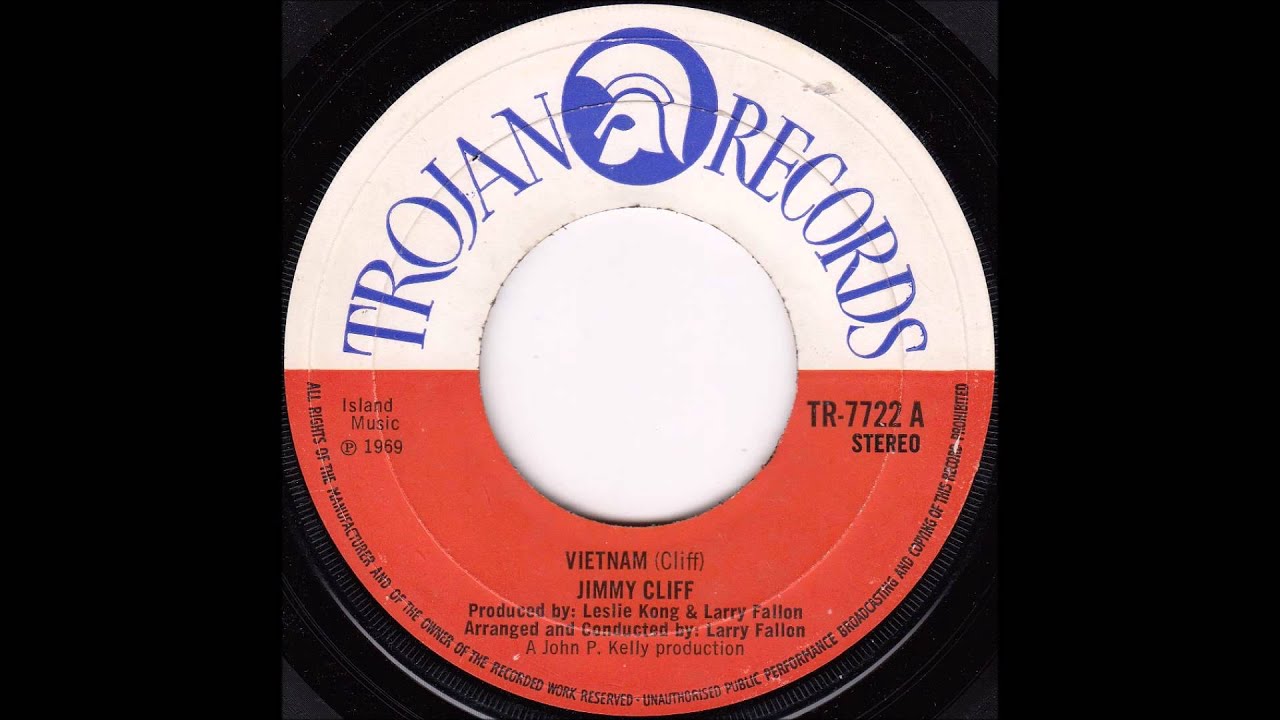 TROJAN RECORDS
Island
Music
℗ 1969
TR-7722 A
STEREO
VIETNAM (Cliff)
JIMMY CLIFF
Produced by: Leslie Kong & Larry Fallon
Arranged and Conducted by: Larry Fallon
A John P. Kelly production
ALL RIGHTS OF THE MANUFACTURER AND OF THE OWNER OF THE RECORDED WORK RESERVED - UNAUTHORISED PUBLIC PERFORMANCE BROADCASTING AND COPYING OF THIS RECORD PROHIBITED